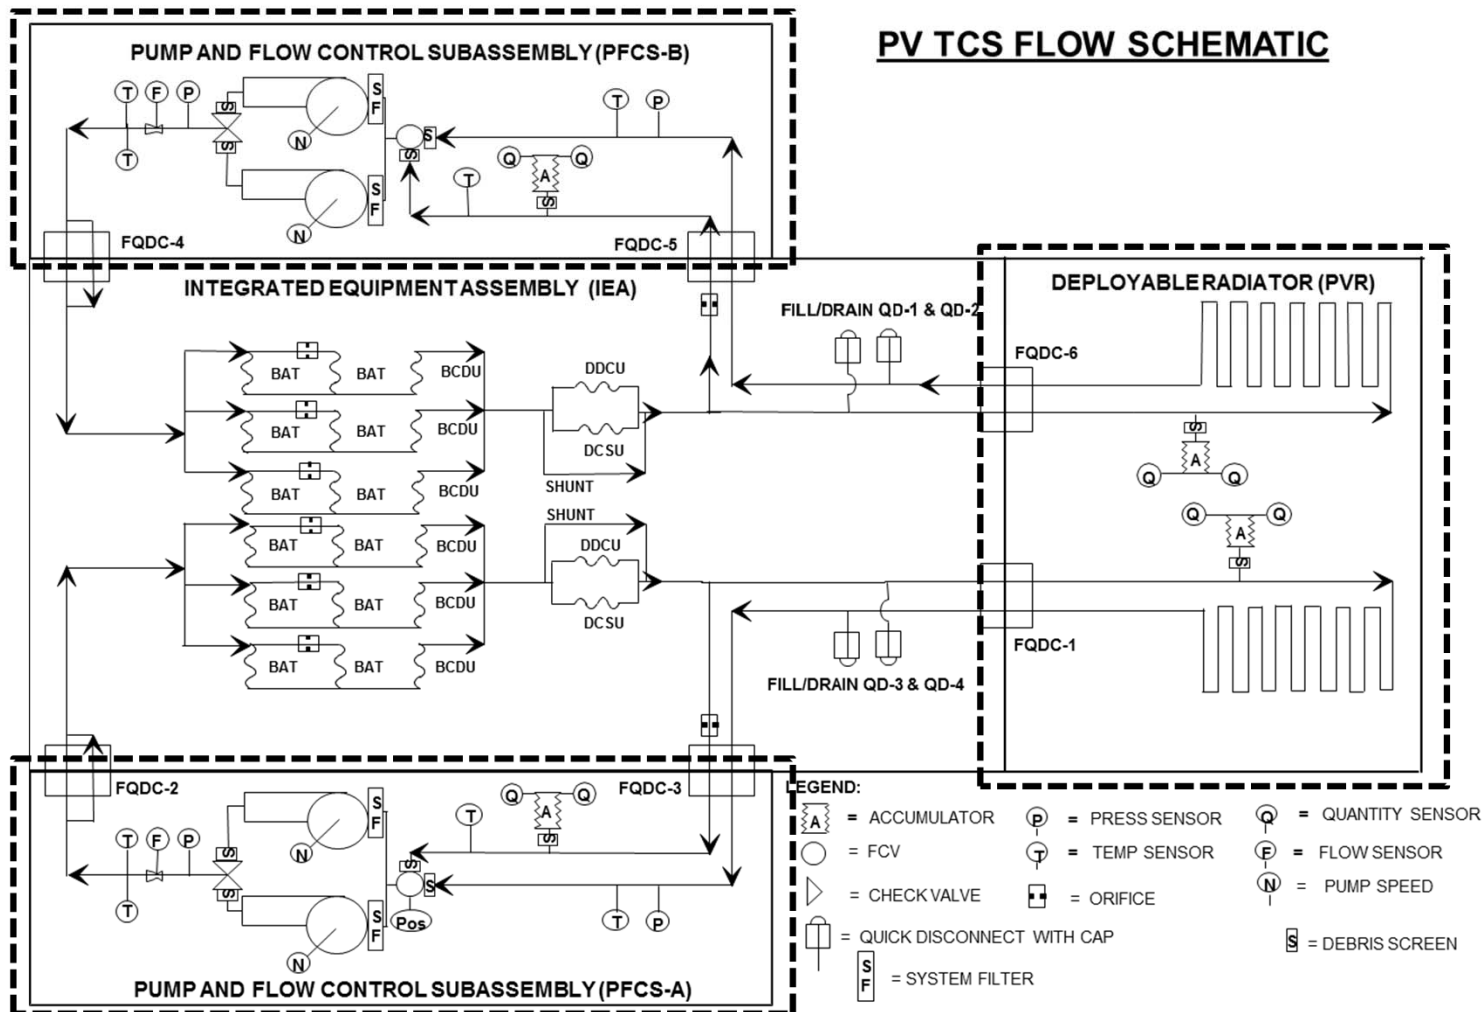 PV TCS FLOW SCHEMATIC
PUMP AND FLOW CONTROL SUBASSEMBLY (PFCS-B)
T F P
S
S
F
N
T
S
S
F
N
T P
S
S
Q Q
A
S
T
FQDC-4
FQDC-5
INTEGRATED EQUIPMENT ASSEMBLY (IEA)
FILL/DRAIN QD-1 & QD-2
DEPLOYABLE RADIATOR (PVR)
FQDC-6
BAT BAT BCDU
BAT BAT BCDU
BAT BAT BCDU
DDCU
DCSU
SHUNT
S
A
Q Q
BAT BAT BCDU
BAT BAT BCDU
BAT BAT BCDU
SHUNT
DDCU
DCSU
Q Q
A
S
FQDC-1
FILL/DRAIN QD-3 & QD-4
FQDC-2
FQDC-3
T F P
T
S
S
F
N
S
S
F
N
Q Q
A
S
T
S
S
Pos
T P
PUMP AND FLOW CONTROL SUBASSEMBLY (PFCS-A)
LEGEND:
A = ACCUMULATOR
= FCV
= CHECK VALVE
= QUICK DISCONNECT WITH CAP
S
F = SYSTEM FILTER
P = PRESS SENSOR
T = TEMP SENSOR
= ORIFICE
Q = QUANTITY SENSOR
F = FLOW SENSOR
N = PUMP SPEED
S = DEBRIS SCREEN